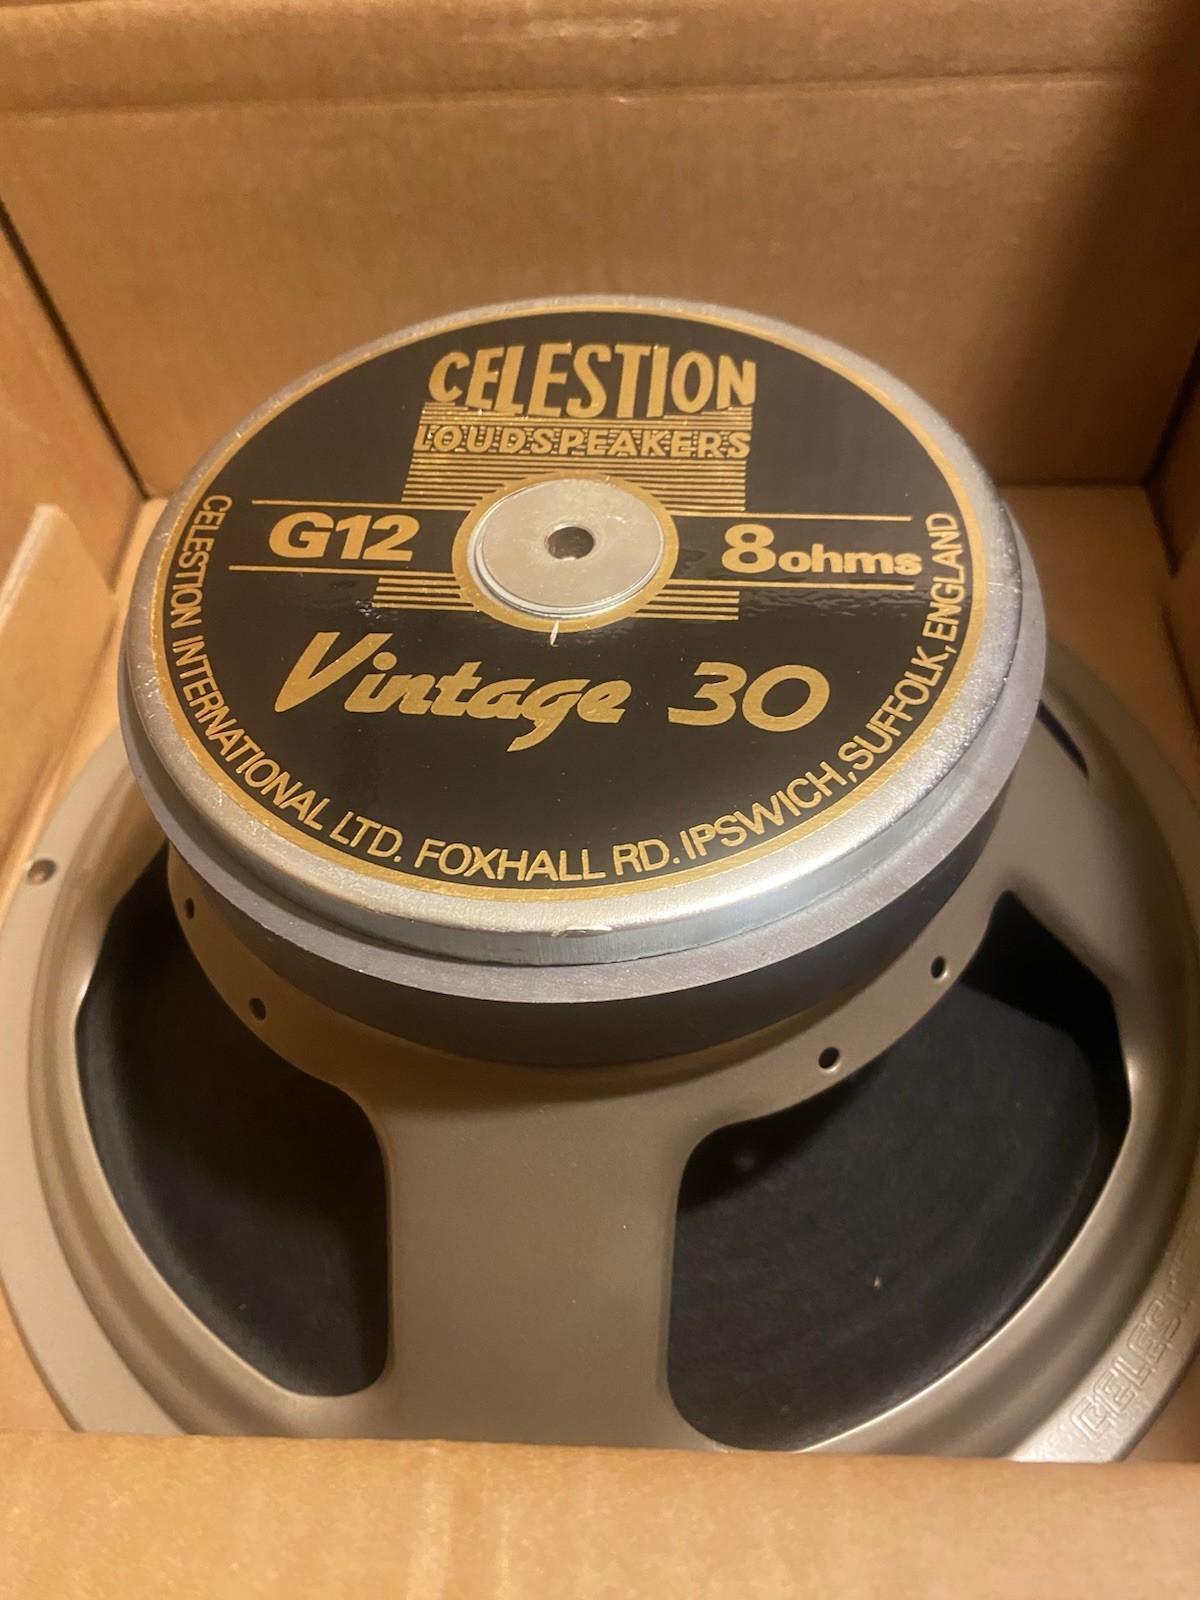 CELESTION
LOUDSPEAKERS
G12
8ohms
Vintage 30
CELESTION INTERNATIONAL LTD. FOXHALL RD. IPSWICH, SUFFOLK, ENGLAND